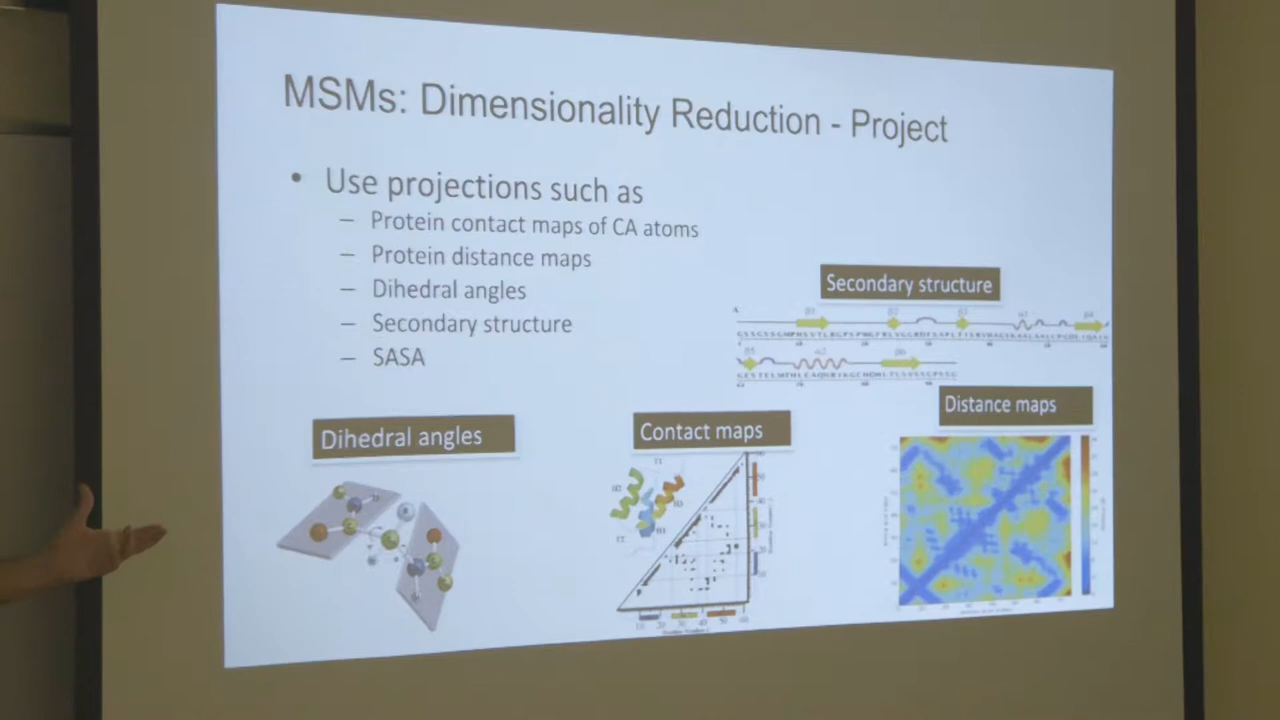 MSMs: Dimensionality Reduction - Project
• Use projections such as
– Protein contact maps of CA atoms
– Protein distance maps
– Dihedral angles
– Secondary structure
– SASA
Secondary structure
A
Distance maps
Dihedral angles
Contact maps